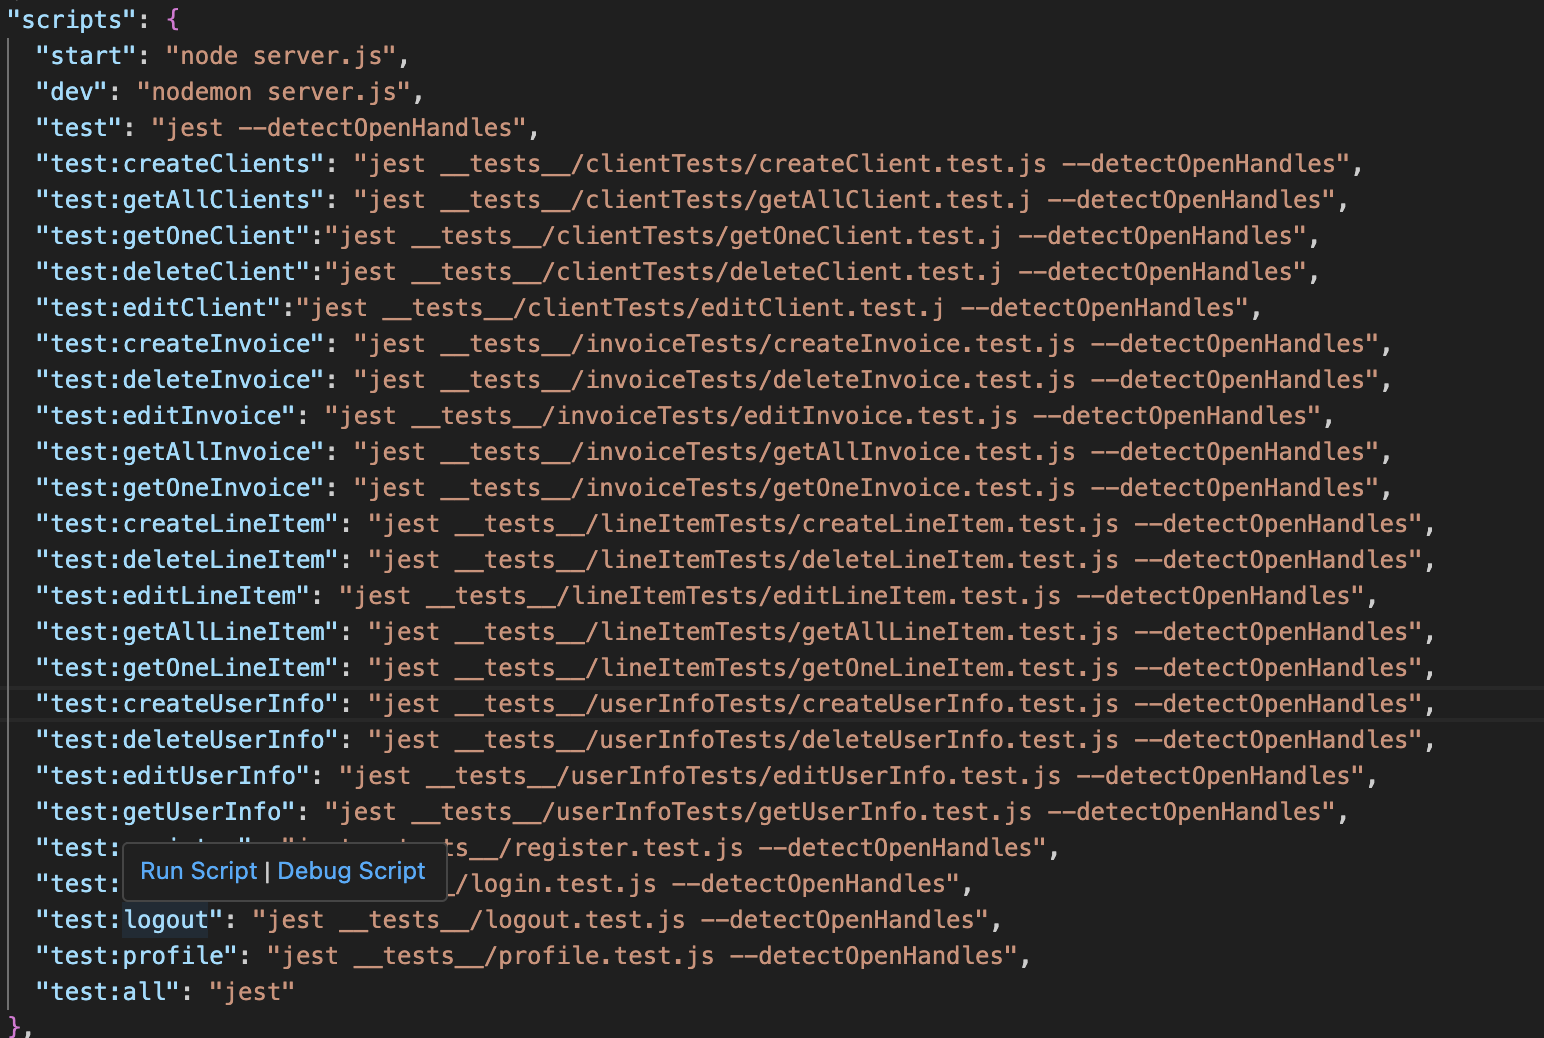 "scripts": {
"start": "node server.js",
"dev": "nodemon server.js",
"test": "jest --detectOpenHandles",
"test:createClients": "jest __tests__/clientTests/createClient.test.js --detectOpenHandles",
"test:getAllClients": "jest __tests__/clientTests/getAllClient.test.j --detectOpenHandles",
"test:getOneClient":"jest __tests__/clientTests/getOneClient.test.j --detectOpenHandles",
"test:deleteClient":"jest __tests__/clientTests/deleteClient.test.j --detectOpenHandles",
"test:editClient":"jest __tests__/clientTests/editClient.test.j --detectOpenHandles",
"test:createInvoice": "jest __tests__/invoiceTests/createInvoice.test.js --detectOpenHandles",
"test:deleteInvoice": "jest __tests__/invoiceTests/deleteInvoice.test.js --detectOpenHandles",
"test:editInvoice": "jest __tests__/invoiceTests/editInvoice.test.js --detectOpenHandles",
"test:getAllInvoice": "jest __tests__/invoiceTests/getAllInvoice.test.js --detectOpenHandles",
"test:getOneInvoice": "jest __tests__/invoiceTests/getOneInvoice.test.js --detectOpenHandles",
"test:createLineItem": "jest __tests__/lineItemTests/createLineItem.test.js --detectOpenHandles",
"test:deleteLineItem": "jest __tests__/lineItemTests/deleteLineItem.test.js --detectOpenHandles",
"test:editLineItem": "jest __tests__/lineItemTests/editLineItem.test.js --detectOpenHandles",
"test:getAllLineItem": "jest __tests__/lineItemTests/getAllLineItem.test.js --detectOpenHandles",
"test:getOneLineItem": "jest __tests__/lineItemTests/getOneLineItem.test.js --detectOpenHandles",
"test:createUserInfo": "jest __tests__/userInfoTests/createUserInfo.test.js --detectOpenHandles",
"test:deleteUserInfo": "jest __tests__/userInfoTests/deleteUserInfo.test.js --detectOpenHandles",
"test:editUserInfo": "jest __tests__/userInfoTests/editUserInfo.test.js --detectOpenHandles",
"test:getUserInfo": "jest __tests__/userInfoTests/getUserInfo.test.js --detectOpenHandles",
"test: ts__/register.test.js --detectOpenHandles",
Run Script | Debug Script
"test: _/login.test.js --detectOpenHandles",
"test:logout": "jest __tests__/logout.test.js --detectOpenHandles",
"test:profile": "jest __tests__/profile.test.js --detectOpenHandles",
"test:all": "jest"
},